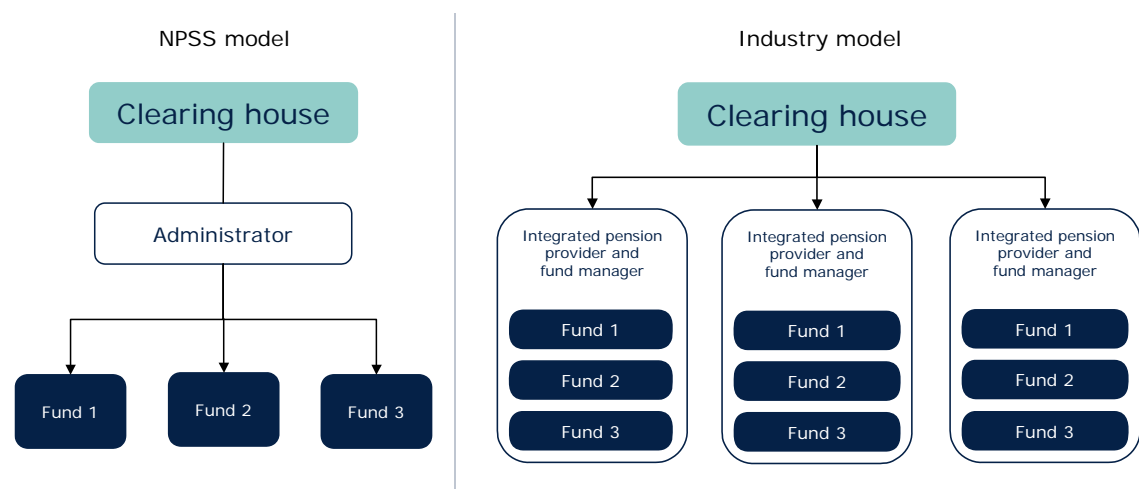 NPSS model
Clearing house
Administrator
Fund 1
Fund 2
Fund 3
Industry model
Clearing house
Integrated pension
provider and
fund manager
Fund 1
Fund 2
Fund 3
Integrated pension
provider and
fund manager
Fund 1
Fund 2
Fund 3
Integrated pension
provider and
fund manager
Fund 1
Fund 2
Fund 3